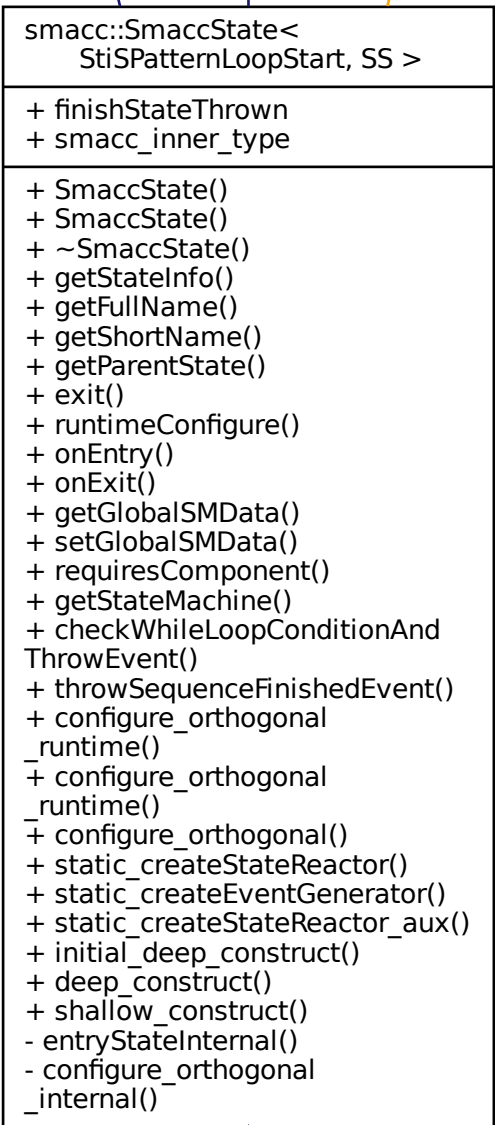 smacc::SmaccState<
StiSPatternLoopStart, SS >
+ finishStateThrown
+ smacc_inner_type
+ SmaccState()
+ SmaccState()
+ ~SmaccState()
+ getStateInfo()
+ getFullName()
+ getShortName()
+ getParentState()
+ exit()
+ runtimeConfigure()
+ onEntry()
+ onExit()
+ getGlobalSMData()
+ setGlobalSMData()
+ requiresComponent()
+ getStateMachine()
+ checkWhileLoopConditionAnd
ThrowEvent()
+ throwSequenceFinishedEvent()
+ configure_orthogonal
_runtime()
+ configure_orthogonal
_runtime()
+ configure_orthogonal()
+ static_createStateReactor()
+ static_createEventGenerator()
+ static_createStateReactor_aux()
+ initial_deep_construct()
+ deep_construct()
+ shallow_construct()
- entryStateInternal()
- configure_orthogonal
_internal()